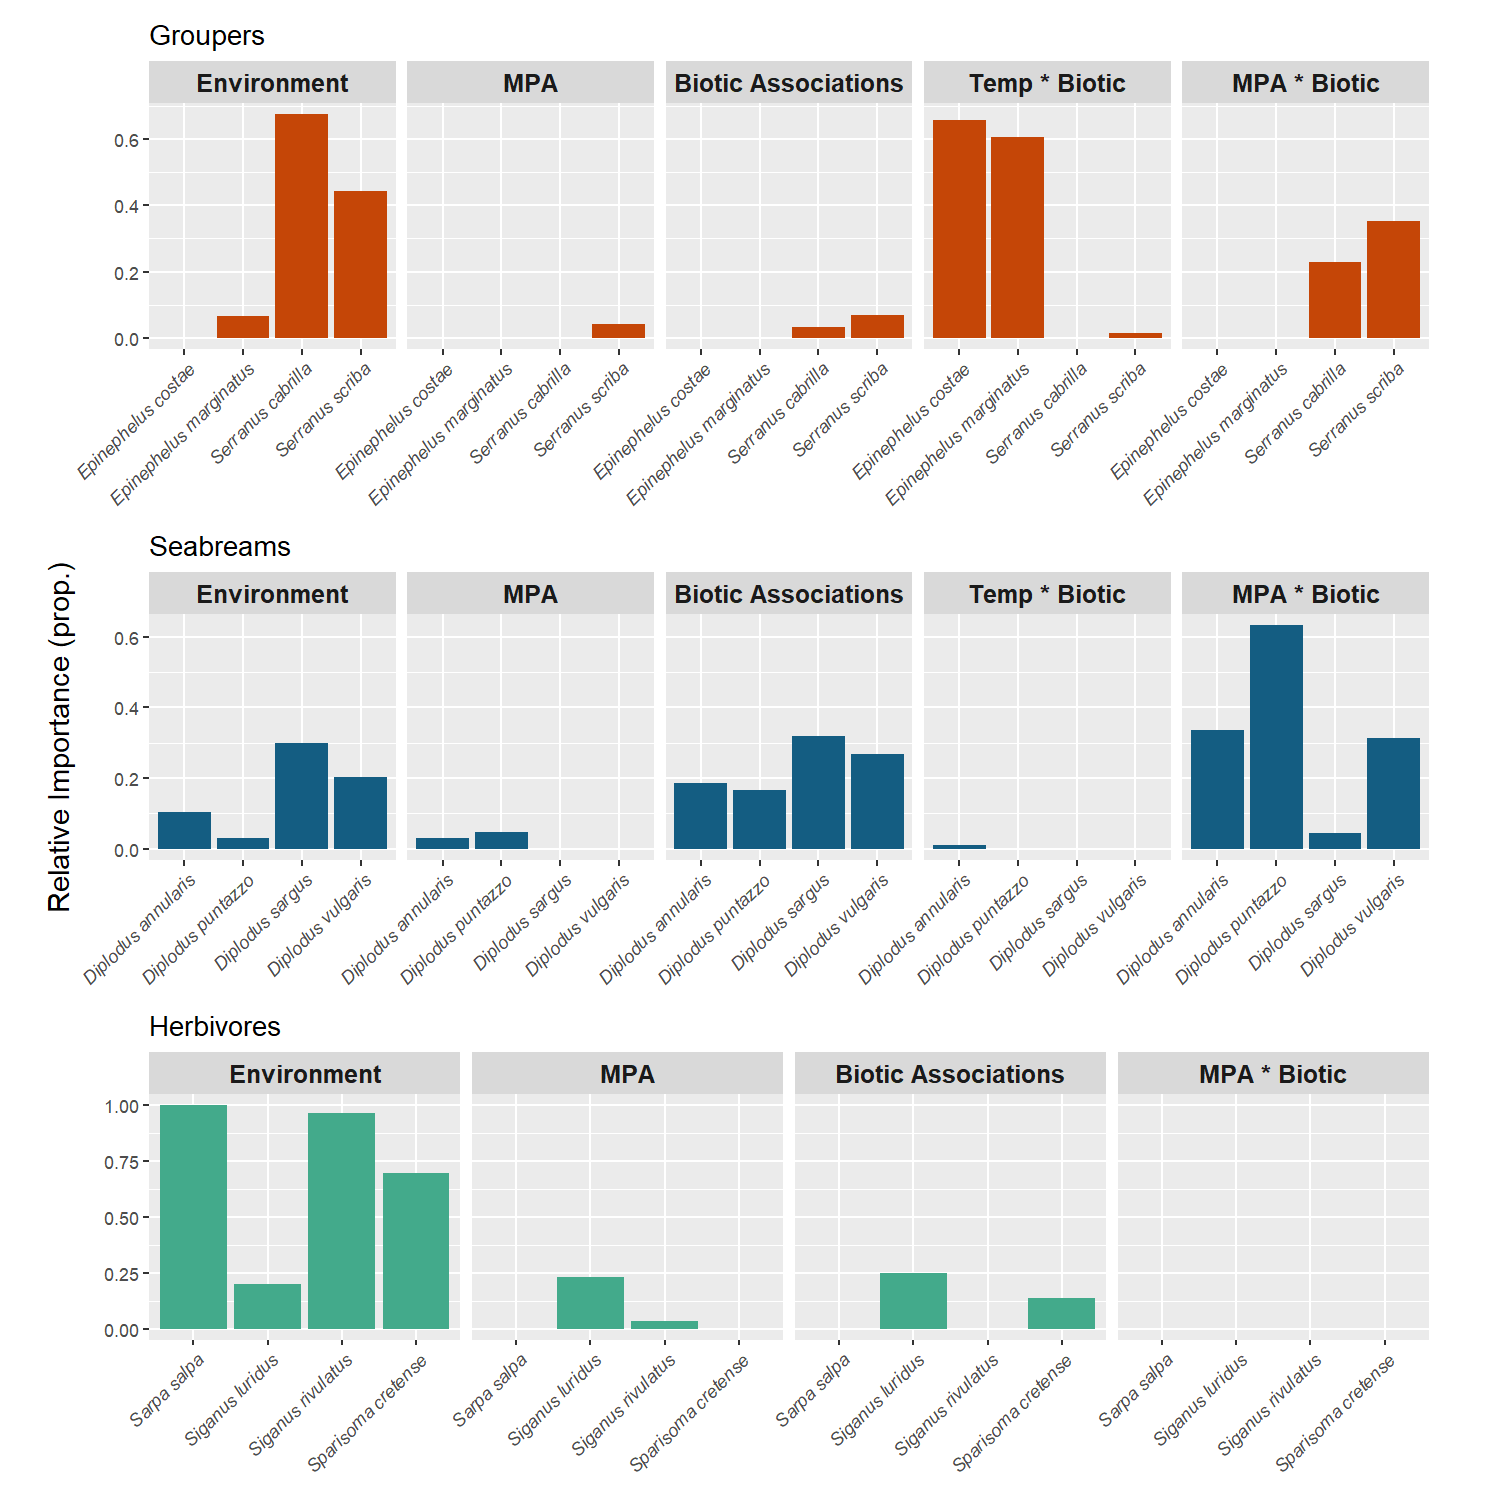 Groupers
Environment
MPA
Biotic Associations
Temp * Biotic
MPA * Biotic
0.6
0.4
0.2
0.0
Epinephelus costae
Epinephelus marginatus
Serranus cabrilla
Serranus scriba
Epinephelus costae
Epinephelus marginatus
Serranus cabrilla
Serranus scriba
Epinephelus costae
Epinephelus marginatus
Serranus cabrilla
Serranus scriba
Epinephelus costae
Epinephelus marginatus
Serranus cabrilla
Serranus scriba
Epinephelus costae
Epinephelus marginatus
Serranus cabrilla
Serranus scriba
Relative Importance (prop.)
Seabreams
Environment
MPA
Biotic Associations
Temp * Biotic
MPA * Biotic
0.6
0.4
0.2
0.0
Diplodus annularis
Diplodus puntazzo
Diplodus sargus
Diplodus vulgaris
Diplodus annularis
Diplodus puntazzo
Diplodus sargus
Diplodus vulgaris
Diplodus annularis
Diplodus puntazzo
Diplodus sargus
Diplodus vulgaris
Diplodus annularis
Diplodus puntazzo
Diplodus sargus
Diplodus vulgaris
Diplodus annularis
Diplodus puntazzo
Diplodus sargus
Diplodus vulgaris
Herbivores
Environment
MPA
Biotic Associations
MPA * Biotic
1.00
0.75
0.50
0.25
0.00
Sarpa salpa
Siganus luridus
Siganus rivulatus
Sparisoma cretense
Sarpa salpa
Siganus luridus
Siganus rivulatus
Sparisoma cretense
Sarpa salpa
Siganus luridus
Siganus rivulatus
Sparisoma cretense
Sarpa salpa
Siganus luridus
Siganus rivulatus
Sparisoma cretense